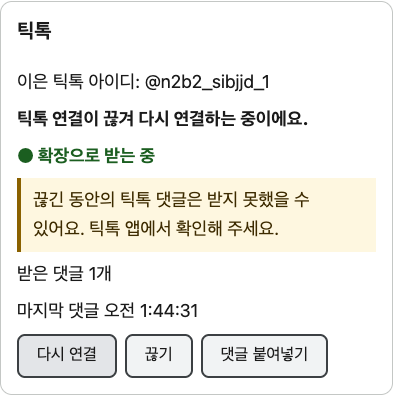 틱톡
이은 틱톡 아이디: @n2b2_sibjjd_1
틱톡 연결이 끊겨 다시 연결하는 중이에요.
● 확장으로 받는 중
끊긴 동안의 틱톡 댓글은 받지 못했을 수
있어요. 틱톡 앱에서 확인해 주세요.
받은 댓글 1개
마지막 댓글 오전 1:44:31
다시 연결 끊기 댓글 붙여넣기